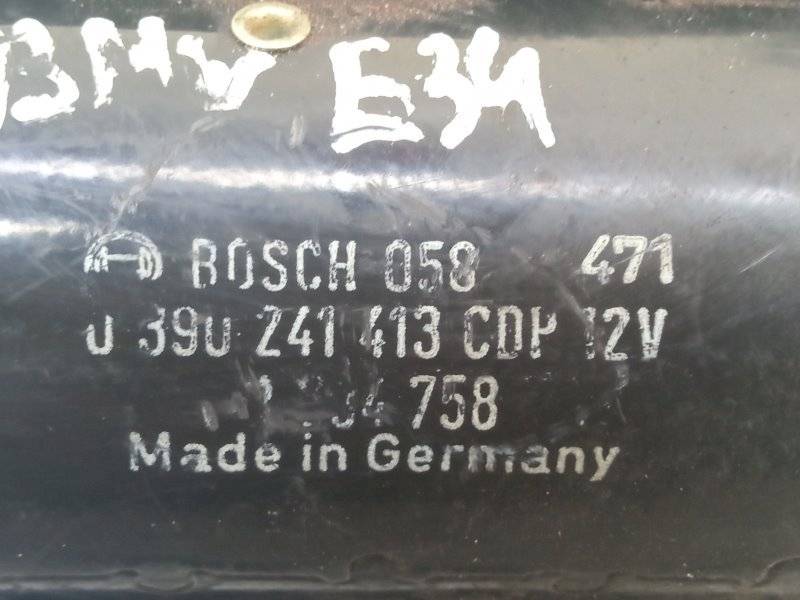 BMW E34
BOSCH 058 471
0 390 241 413 CDP 12V
758
Made in Germany